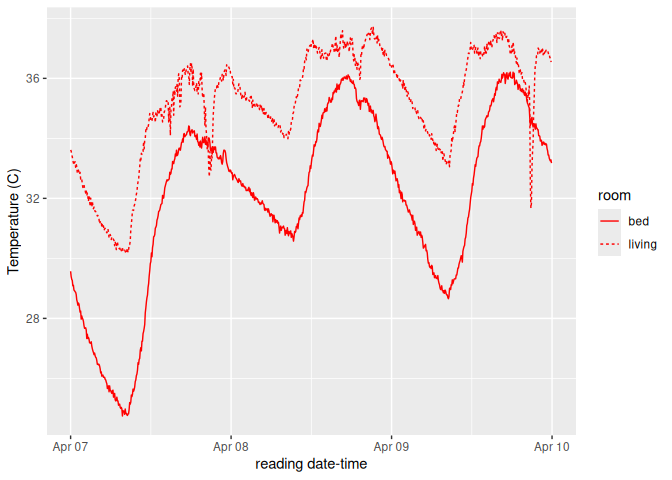 36
32
28
Temperature (C)
Apr 07
Apr 08
Apr 09
Apr 10
reading date-time
room
bed
living